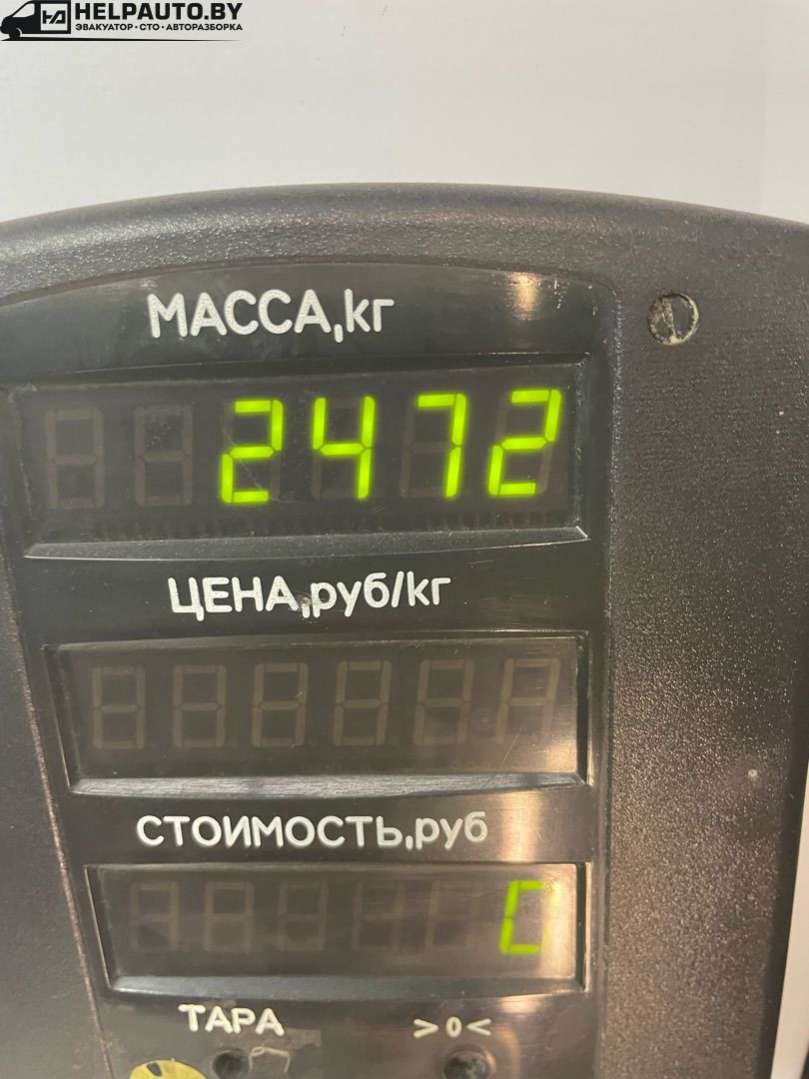 HELPAUTO.BY
ЭВАКУАТОР•СТО•АВТОРАЗБОРКА
МАССА,кг
2472
ЦЕНА,руб/кг
СТОИМОСТЬ,руб
ТАРА >0<